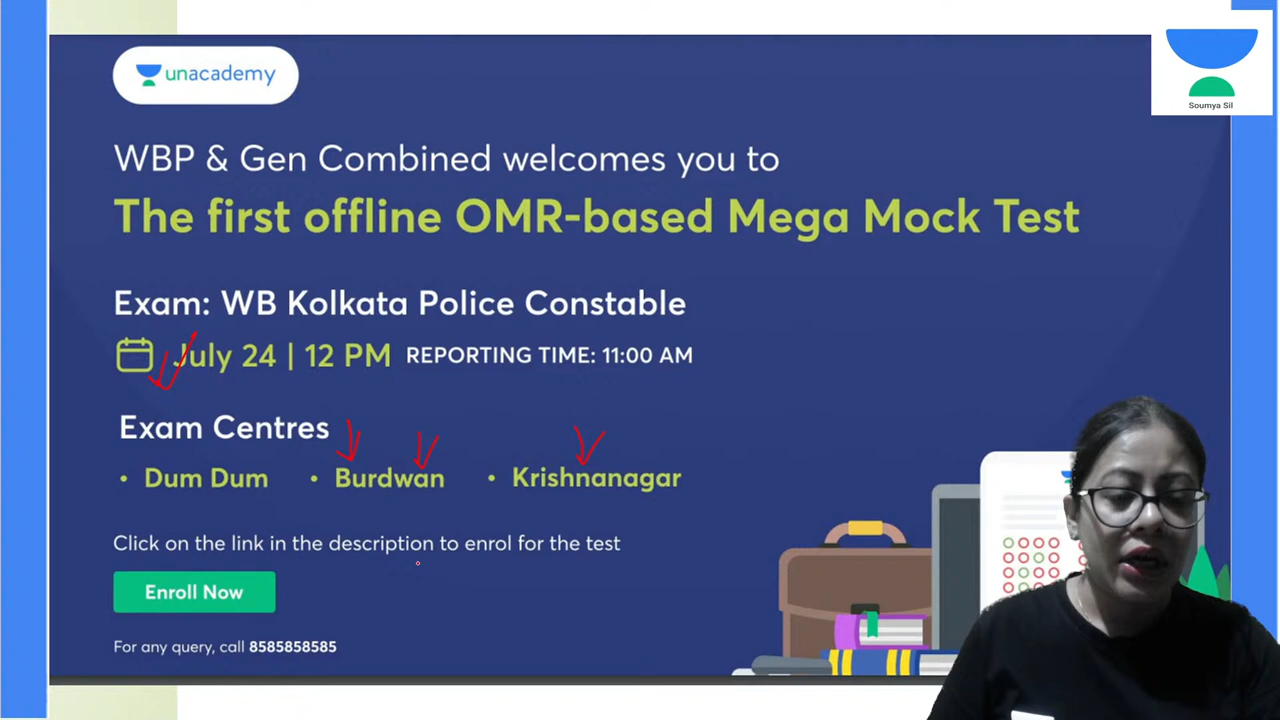 unacademy
Soumya Sil
WBP & Gen Combined welcomes you to
The first offline OMR-based Mega Mock Test
Exam: WB Kolkata Police Constable
July 24 | 12 PM REPORTING TIME: 11:00 AM
Exam Centres
• Dum Dum • Burdwan • Krishnanagar
Click on the link in the description to enrol for the test
Enroll Now
For any query, call 8585858585